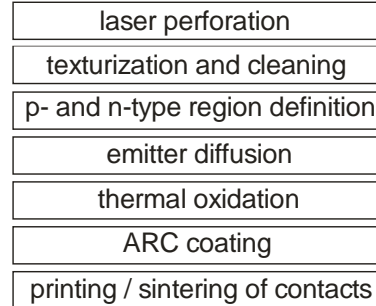 laser perforation
texturization and cleaning
p- and n-type region definition
emitter diffusion
thermal oxidation
ARC coating
printing / sintering of contacts